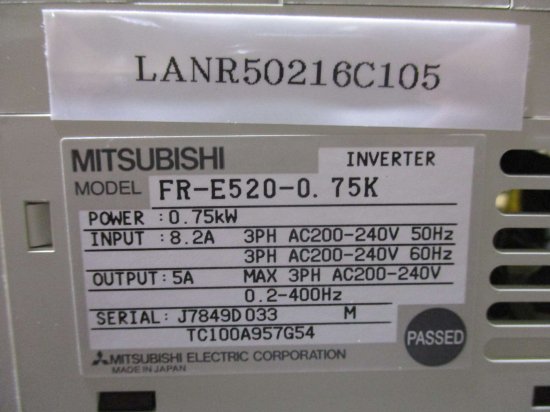 LANR50216C105
MITSUBISHI INVERTER
MODEL FR-E520-0.75K
POWER : 0.75kW
INPUT : 8.2A 3PH AC200-240V 50Hz
3PH AC200-240V 60Hz
OUTPUT : 5A MAX 3PH AC200-240V
0.2-400Hz
SERIAL: J7849D033 M
TC100A957G54
PASSED
MITSUBISHI ELECTRIC CORPORATION
MADE IN JAPAN